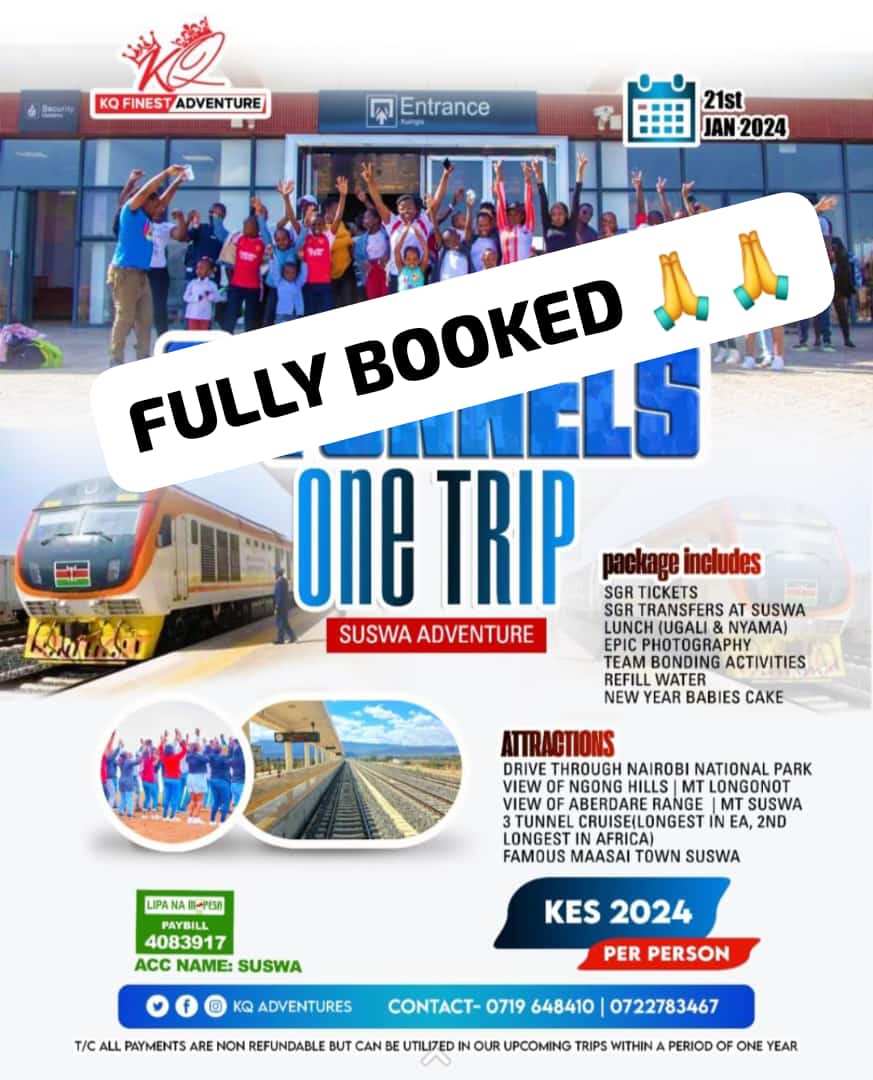 KQ
KQ FINEST ADVENTURE
Security
Entrance
Kuingia
21st
JAN 2024
FULLY BOOKED 🙏 🙏
ONE TRIP
SUSWA ADVENTURE
package includes
SGR TICKETS
SGR TRANSFERS AT SUSWA
LUNCH (UGALI & NYAMA)
EPIC PHOTOGRAPHY
TEAM BONDING ACTIVITIES
REFILL WATER
NEW YEAR BABIES CAKE
ATTRACTIONS
DRIVE THROUGH NAIROBI NATIONAL PARK
VIEW OF NGONG HILLS | MT LONGONOT
VIEW OF ABERDARE RANGE | MT SUSWA
3 TUNNEL CRUISE(LONGEST IN EA, 2ND
LONGEST IN AFRICA)
FAMOUS MAASAI TOWN SUSWA
LIPA NA M-PESA
PAYBILL
4083917
ACC NAME: SUSWA
KES 2024
PER PERSON
KQ ADVENTURES
CONTACT- 0719 648410 | 0722783467
T/C ALL PAYMENTS ARE NON REFUNDABLE BUT CAN BE UTILIZED IN OUR UPCOMING TRIPS WITHIN A PERIOD OF ONE YEAR